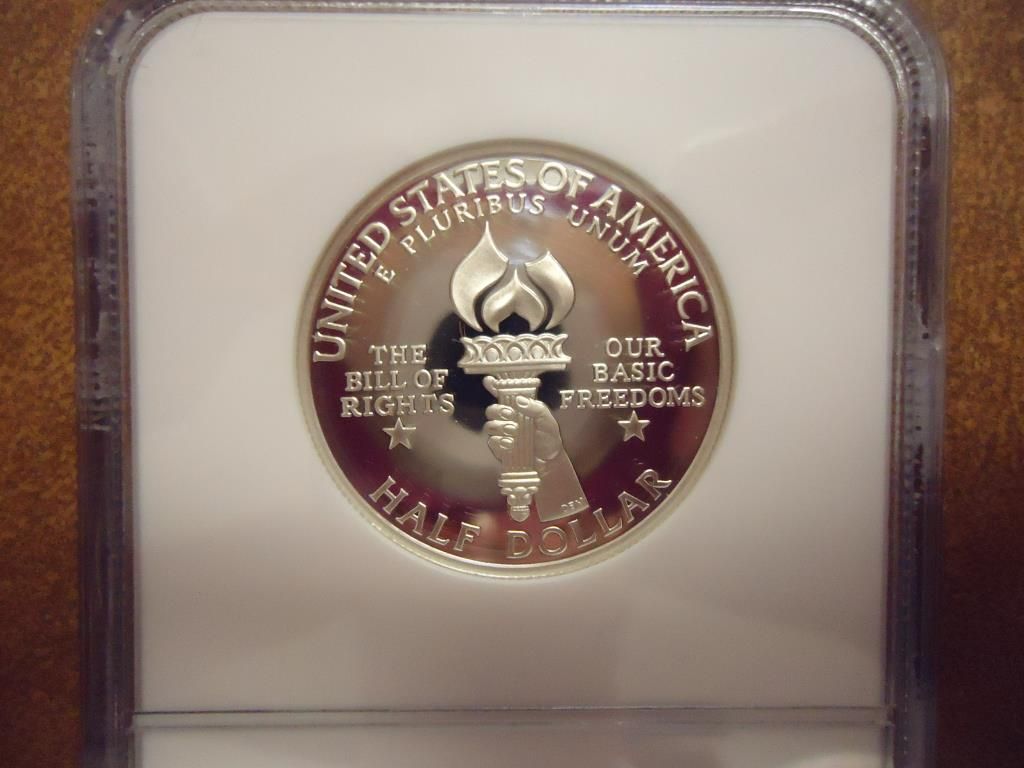 UNITED STATES OF AMERICA
E PLURIBUS UNUM
THE
BILL OF
RIGHTS
OUR
BASIC
FREEDOMS
HALF DOLLAR